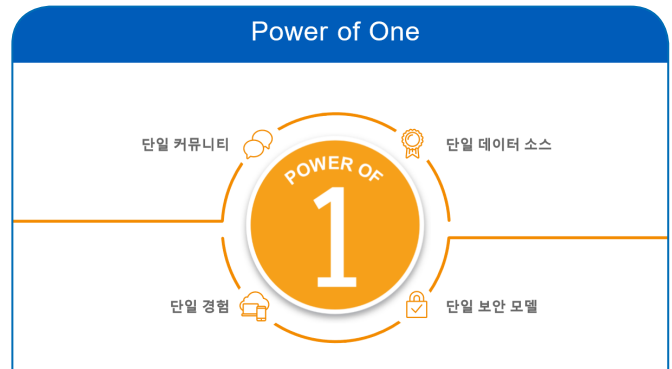 Power of One
단일 커뮤니티
단일 데이터 소스
POWER OF
1
단일 경험
단일 보안 모델